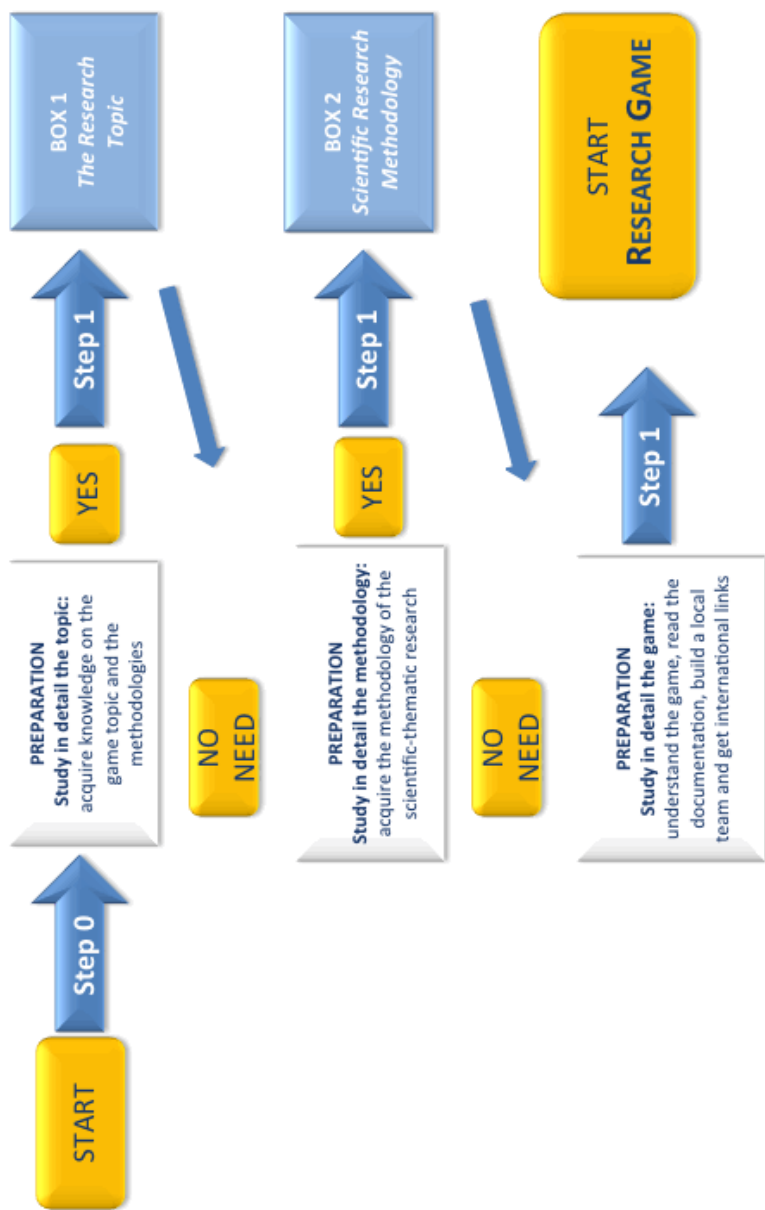 START
Step 0
PREPARATION
Study in detail the topic:
acquire knowledge on the
game topic and the
methodologies
YES
Step 1
BOX 1
The Research
Topic
NO
NEED
PREPARATION
Study in detail the methodology:
acquire the methodology of the
scientific-thematic research
YES
Step 1
BOX 2
Scientific Research
Methodology
NO
NEED
PREPARATION
Study in detail the game:
understand the game, read the
documentation, build a local
team and get international links
Step 1
START
RESEARCH GAME